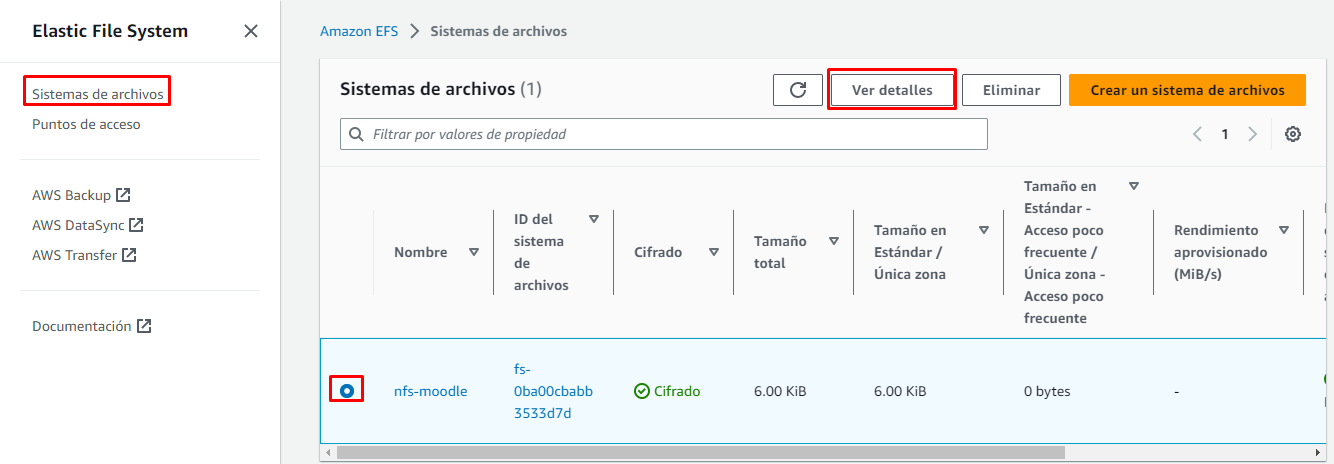 Elastic File System
Sistemas de archivos
Puntos de acceso
AWS Backup
AWS DataSync
AWS Transfer
Documentación
Amazon EFS
Sistemas de archivos
Sistemas de archivos (1)
Ver detalles
Eliminar
Crear un sistema de archivos
Filtrar por valores de propiedad
1
Nombre
ID del
sistema
de
archivos
Cifrado
Tamaño
total
Tamaño en
Estándar /
Única zona
Tamaño en
Estándar -
Acceso poco
frecuente /
Única zona -
Acceso poco
frecuente
Rendimiento
aprovisionado
(MiB/s)
nfs-moodle
fs-
0ba00cbabb
3533d7d
Cifrado
6.00 KiB
6.00 KiB
0 bytes
-